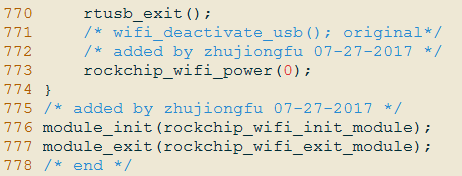 770     rtusb_exit();
771     /* wifi_deactivate_usb(); original*/
772     /* added by zhujiongfu 07-27-2017 */
773     rockchip_wifi_power(0);
774 }
775 /* added by zhujiongfu 07-27-2017 */
776 module_init(rockchip_wifi_init_module);
777 module_exit(rockchip_wifi_exit_module);
778 /* end */